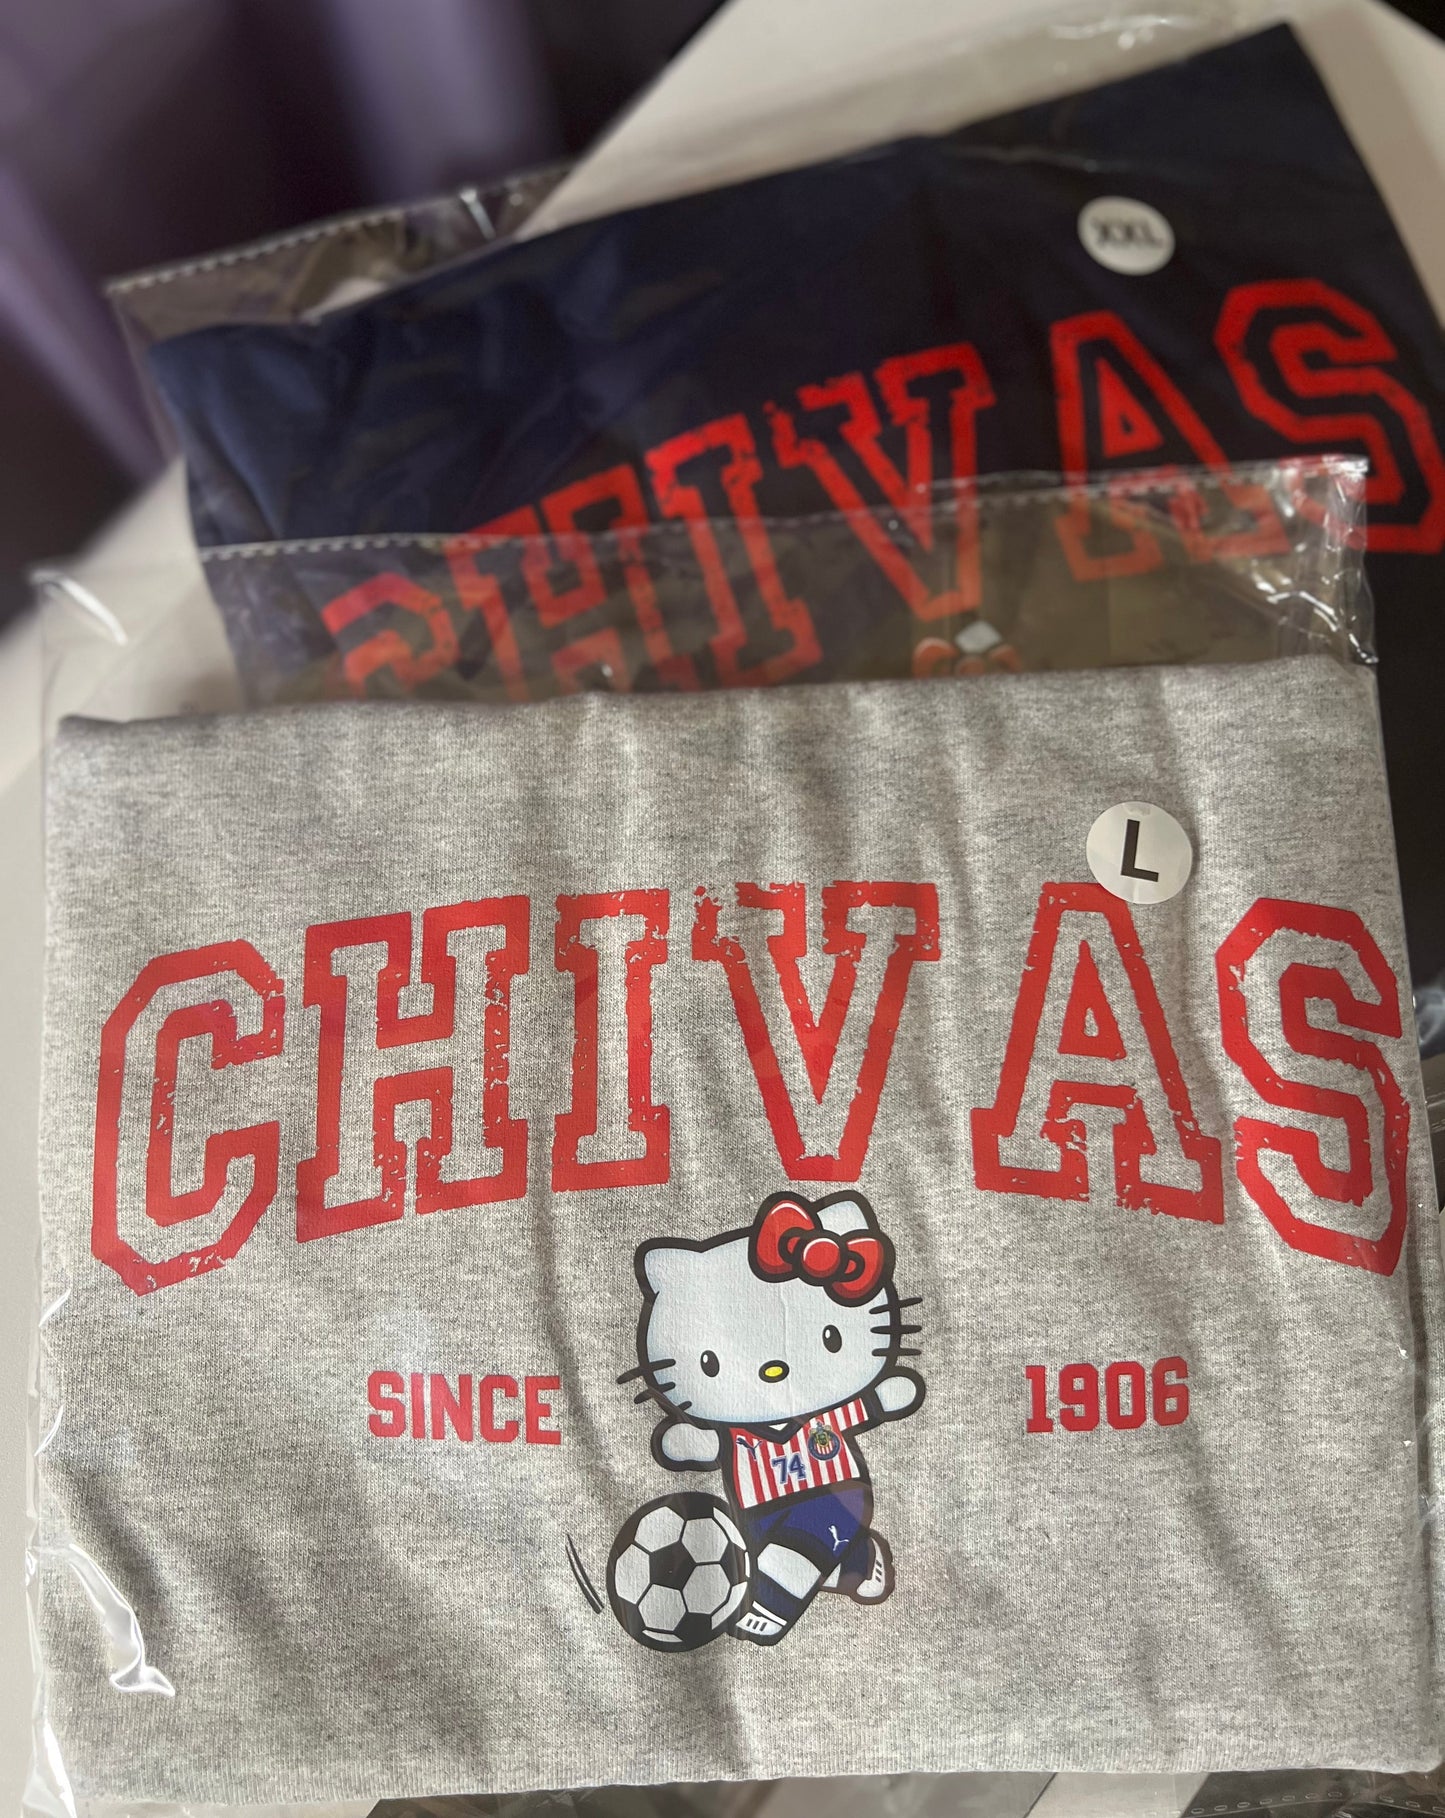 XXL
CHIVAS
L
CHIVAS
SINCE 1906
74